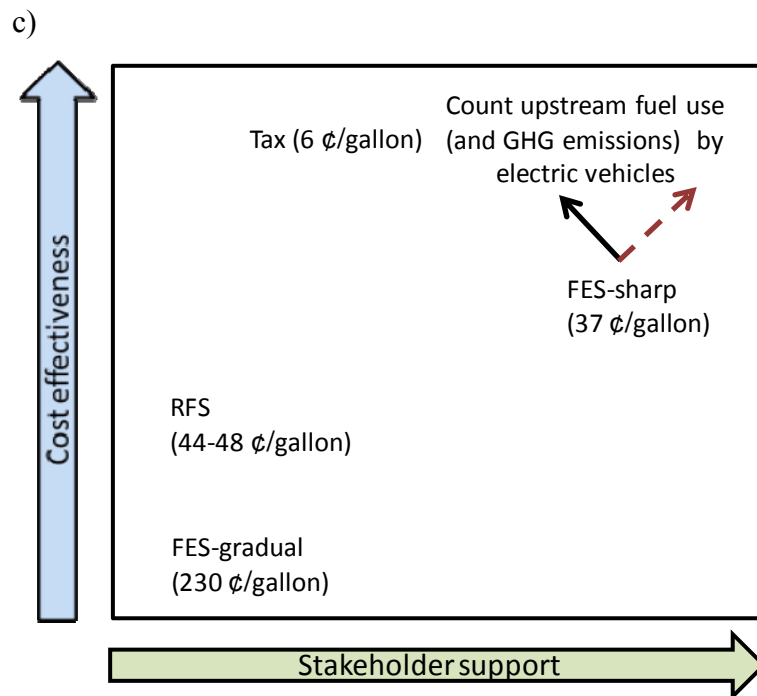 c)
Count upstream fuel use
Tax (6 ¢/gallon) (and GHG emissions) by
electric vehicles
FES-sharp
(37 ¢/gallon)
RFS
(44-48 ¢/gallon)
FES-gradual
(230 ¢/gallon)
Cost effectiveness
Stakeholder support